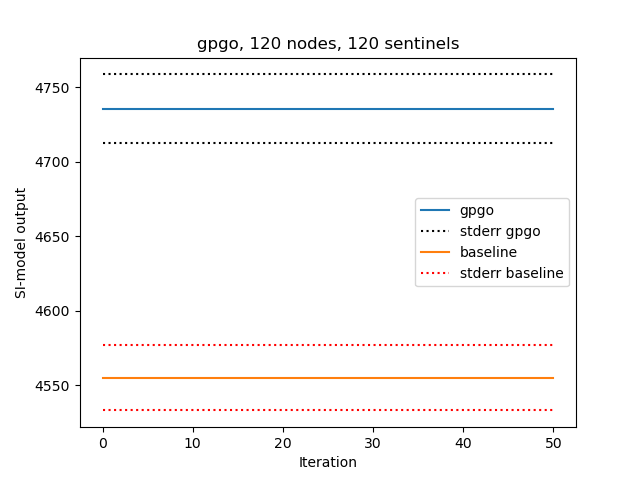 gpgo, 120 nodes, 120 sentinels
SI-model output
4750
4700
4650
4600
4550
gpgo
stderr gpgo
baseline
stderr baseline
0 10 20 30 40 50
Iteration